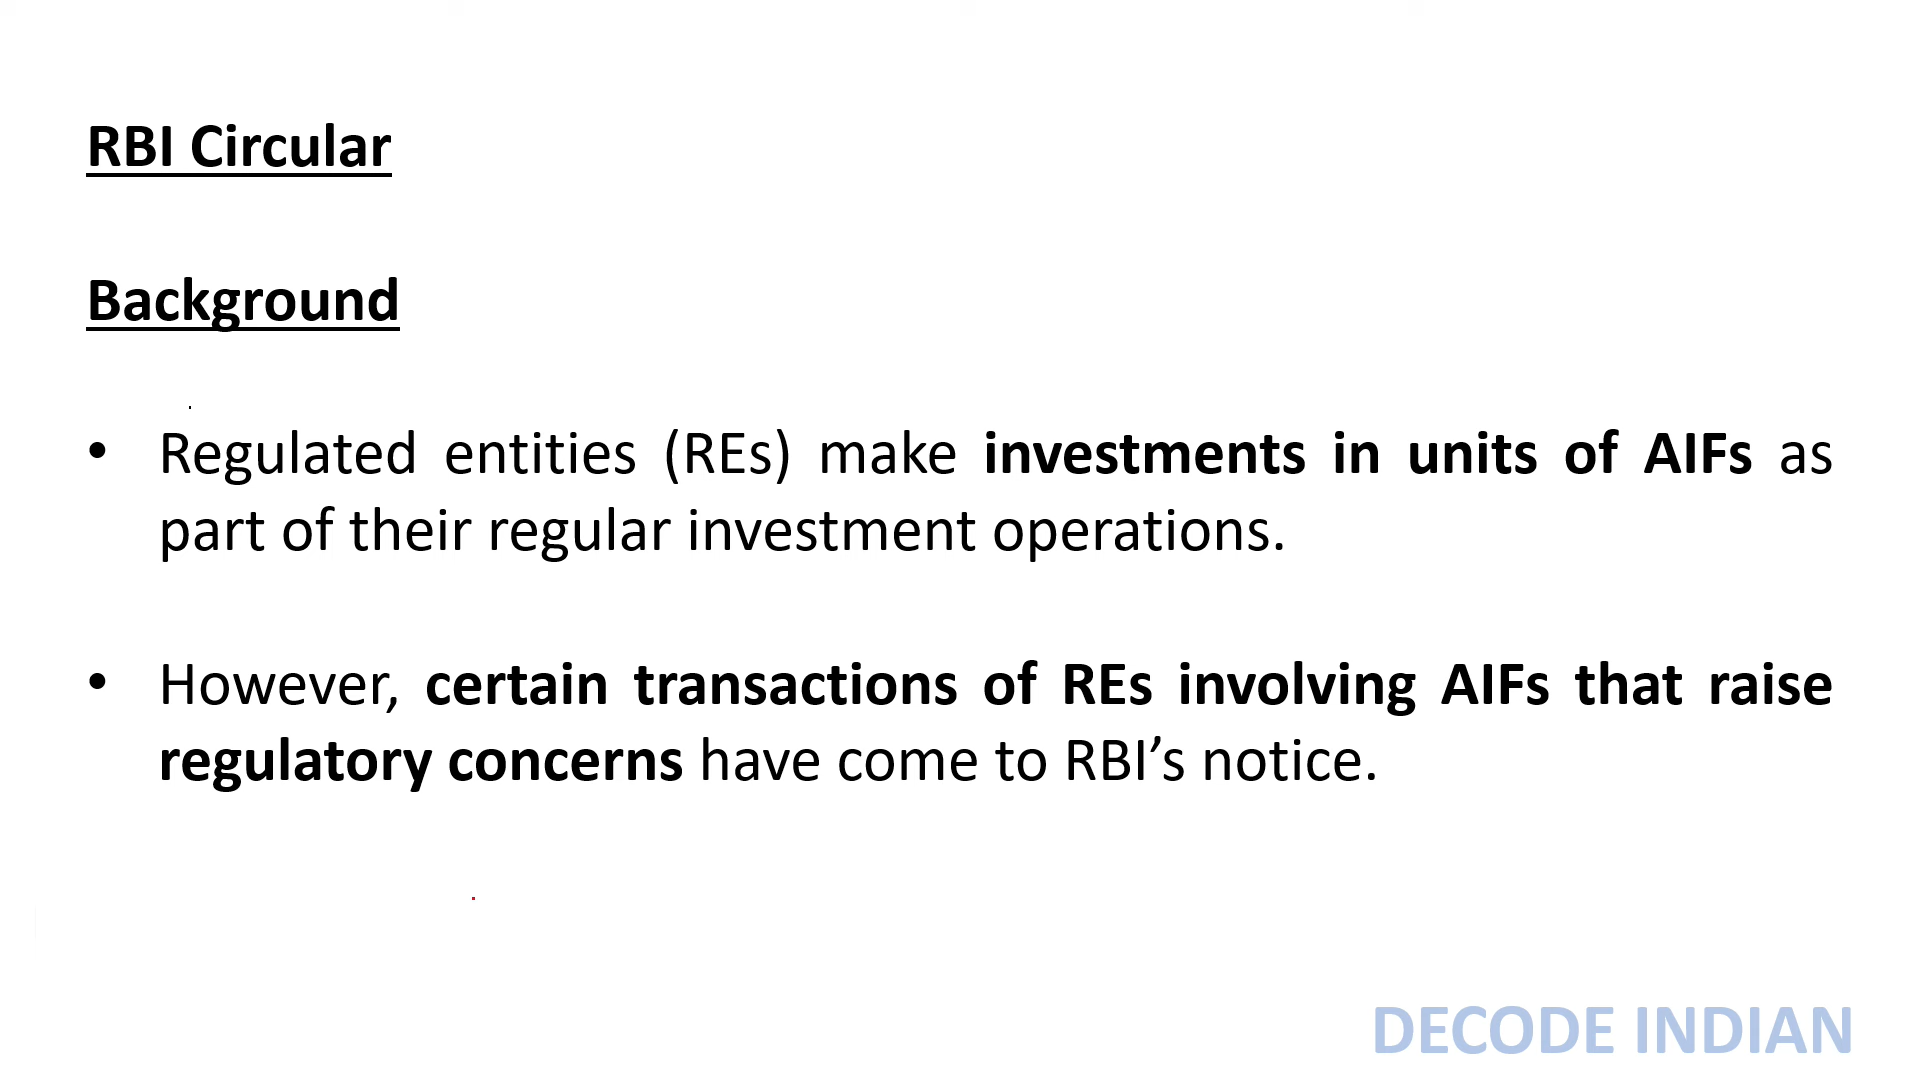 RBI Circular
Background
• Regulated entities (REs) make investments in units of AIFs as
part of their regular investment operations.
• However, certain transactions of REs involving AIFs that raise
regulatory concerns have come to RBI’s notice.
DECODE INDIAN